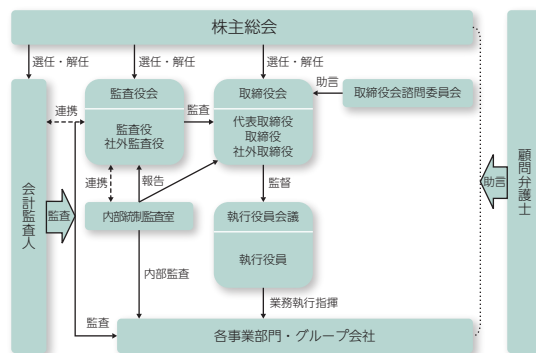 株主総会
選任・解任
選任・解任
選任・解任
監査役会
監査役
社外監査役
取締役会
代表取締役
取締役
社外取締役
助言
取締役会諮問委員会
連携
監査
会計監査人
監査
連携
報告
監督
内部統制監査室
執行役員会議
執行役員
助言
顧問弁護士
内部監査
業務執行指揮
監査
各事業部門・グループ会社